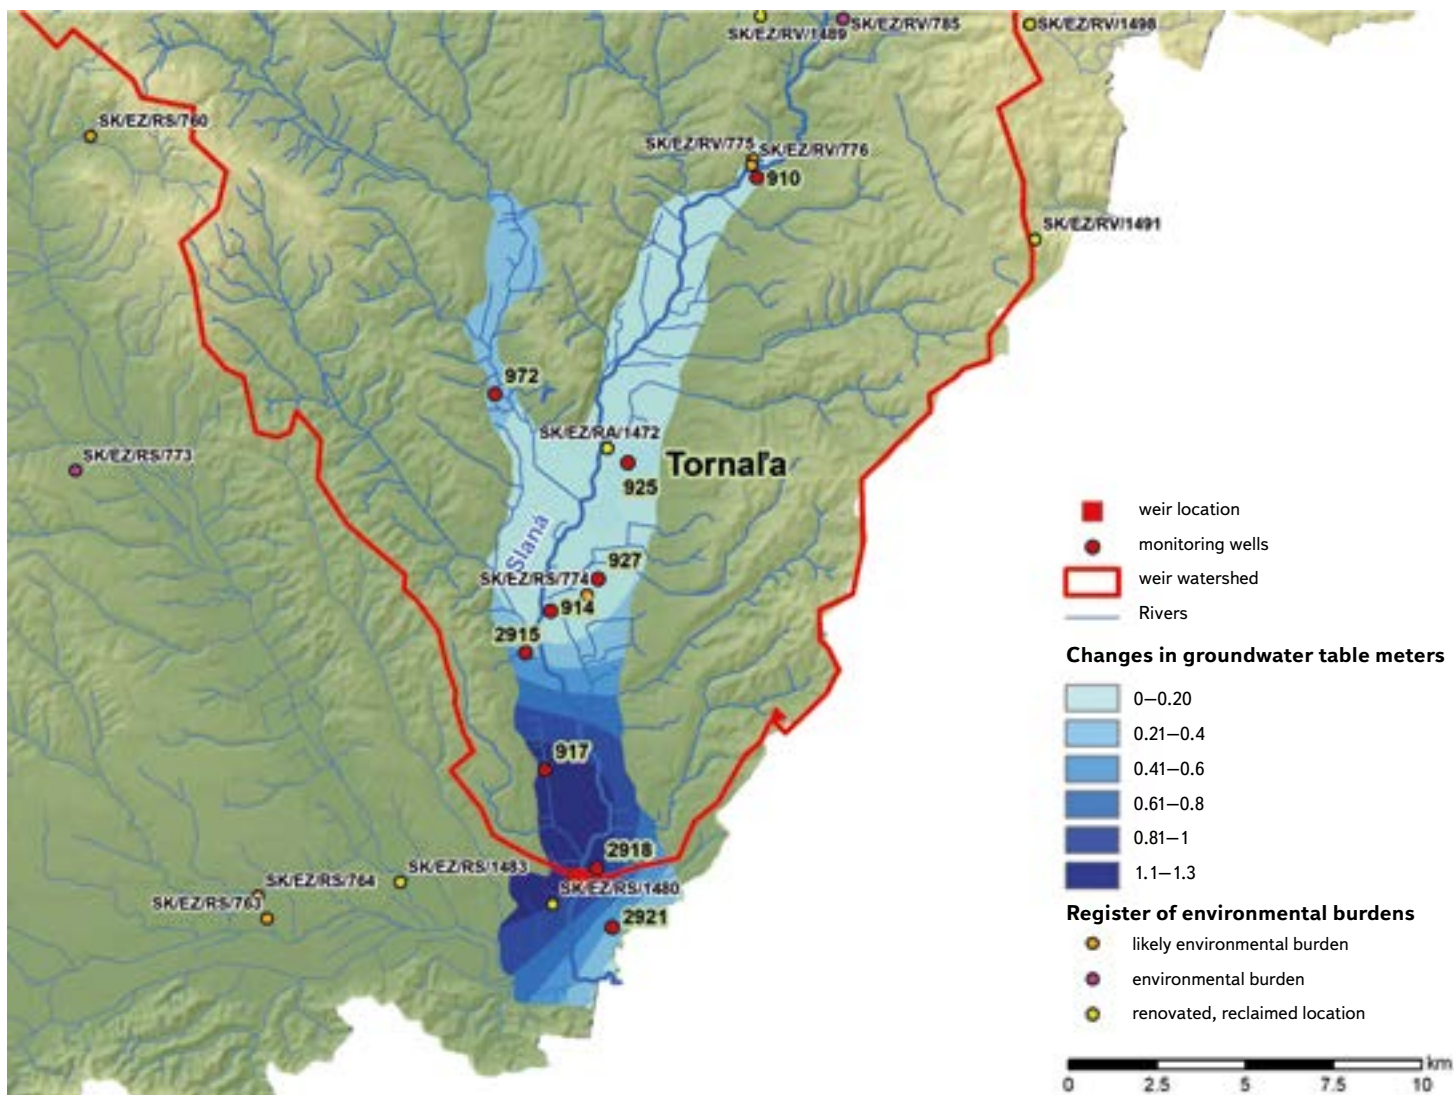 SK/EZ/RV/1489
SK/EZ/RV/785
SK/EZ/RV/1498
SK/EZ/RS/760
SK/EZ/RV/775
SK/EZ/RV/776
910
SK/EZ/RV/1491
972
SK/EZ/RA/1472
SK/EZ/RS/773
Tornaľa
925
Slaná
927
SK/EZ/RS/774
914
2915
917
2918
SK/EZ/RS/1483
SK/EZ/RS/764
SK/EZ/RS/1480
SK/EZ/RS/763
2921
weir location
monitoring wells
weir watershed
Rivers
Changes in groundwater table meters
0—0.20
0.21—0.4
0.41—0.6
0.61—0.8
0.81—1
1.1—1.3
Register of environmental burdens
likely environmental burden
environmental burden
renovated, reclaimed location
km
0 2.5 5 7.5 10